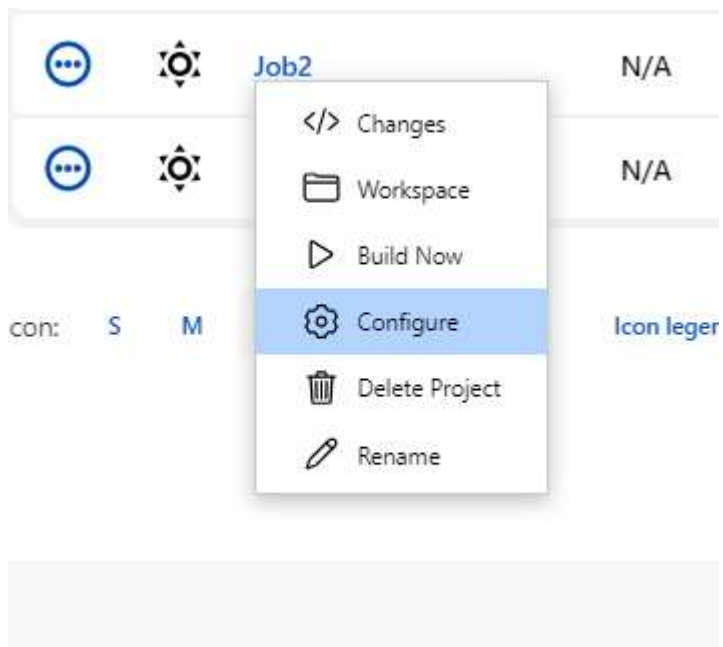 Job2 N/A
Changes
Workspace
N/A
Build Now
Configure
con: S M Icon leger
Delete Project
Rename